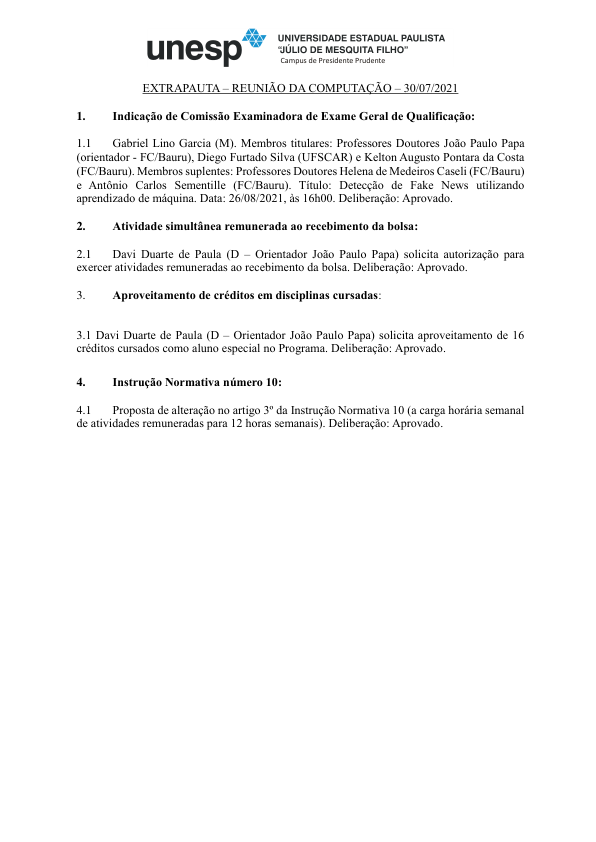 unesp
UNIVERSIDADE ESTADUAL PAULISTA
“JÚLIO DE MESQUITA FILHO”
Campus de Presidente Prudente
EXTRAPAUTA – REUNIÃO DA COMPUTAÇÃO – 30/07/2021
1. Indicação de Comissão Examinadora de Exame Geral de Qualificação:
1.1 Gabriel Lino Garcia (M). Membros titulares: Professores Doutores João Paulo Papa
(orientador - FC/Bauru), Diego Furtado Silva (UFSCAR) e Kelton Augusto Pontara da Costa
(FC/Bauru). Membros suplentes: Professores Doutores Helena de Medeiros Caseli (FC/Bauru)
e Antônio Carlos Sementille (FC/Bauru). Título: Detecção de Fake News utilizando
aprendizado de máquina. Data: 26/08/2021, às 16h00. Deliberação: Aprovado.
2. Atividade simultânea remunerada ao recebimento da bolsa:
2.1 Davi Duarte de Paula (D – Orientador João Paulo Papa) solicita autorização para
exercer atividades remuneradas ao recebimento da bolsa. Deliberação: Aprovado.
3. Aproveitamento de créditos em disciplinas cursadas:
3.1 Davi Duarte de Paula (D – Orientador João Paulo Papa) solicita aproveitamento de 16
créditos cursados como aluno especial no Programa. Deliberação: Aprovado.
4. Instrução Normativa número 10:
4.1 Proposta de alteração no artigo 3º da Instrução Normativa 10 (a carga horária semanal
de atividades remuneradas para 12 horas semanais). Deliberação: Aprovado.